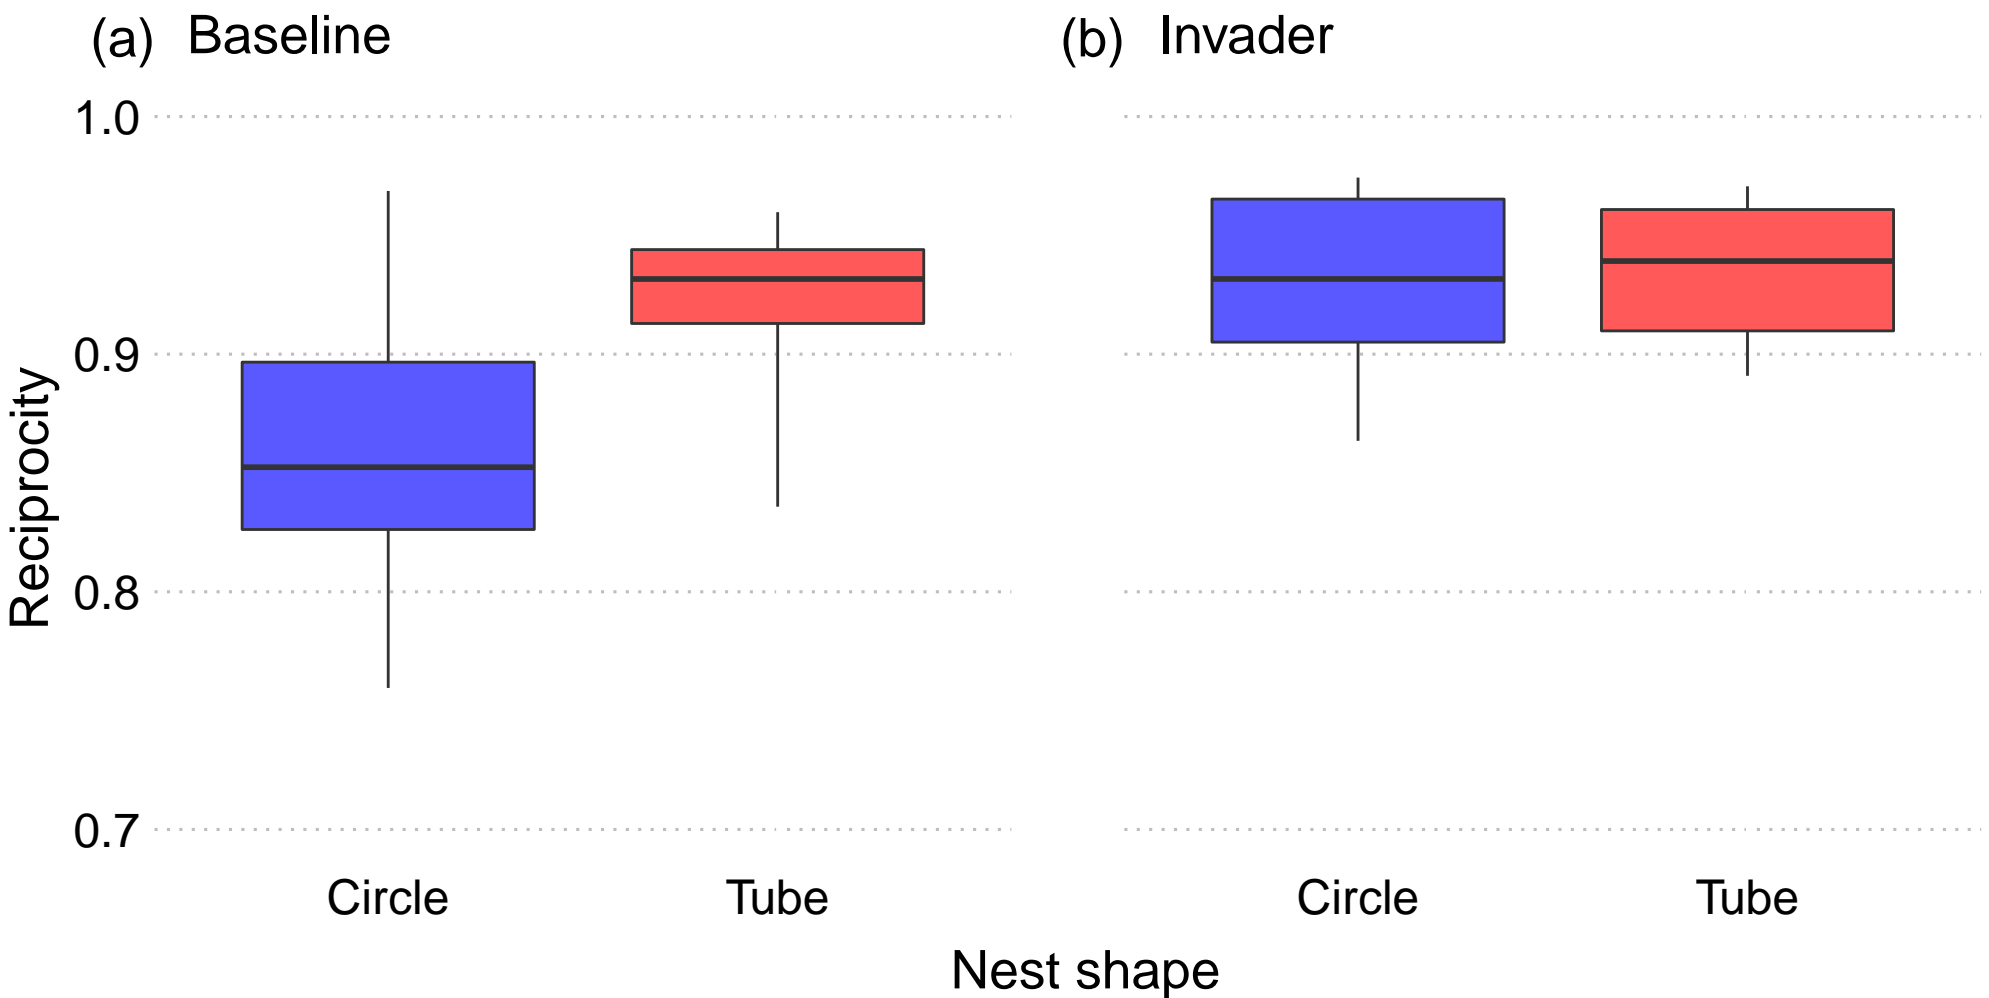 (a) Baseline
(b) Invader
Reciprocity
1.0
0.9
0.8
0.7
Circle Tube
Circle Tube
Nest shape